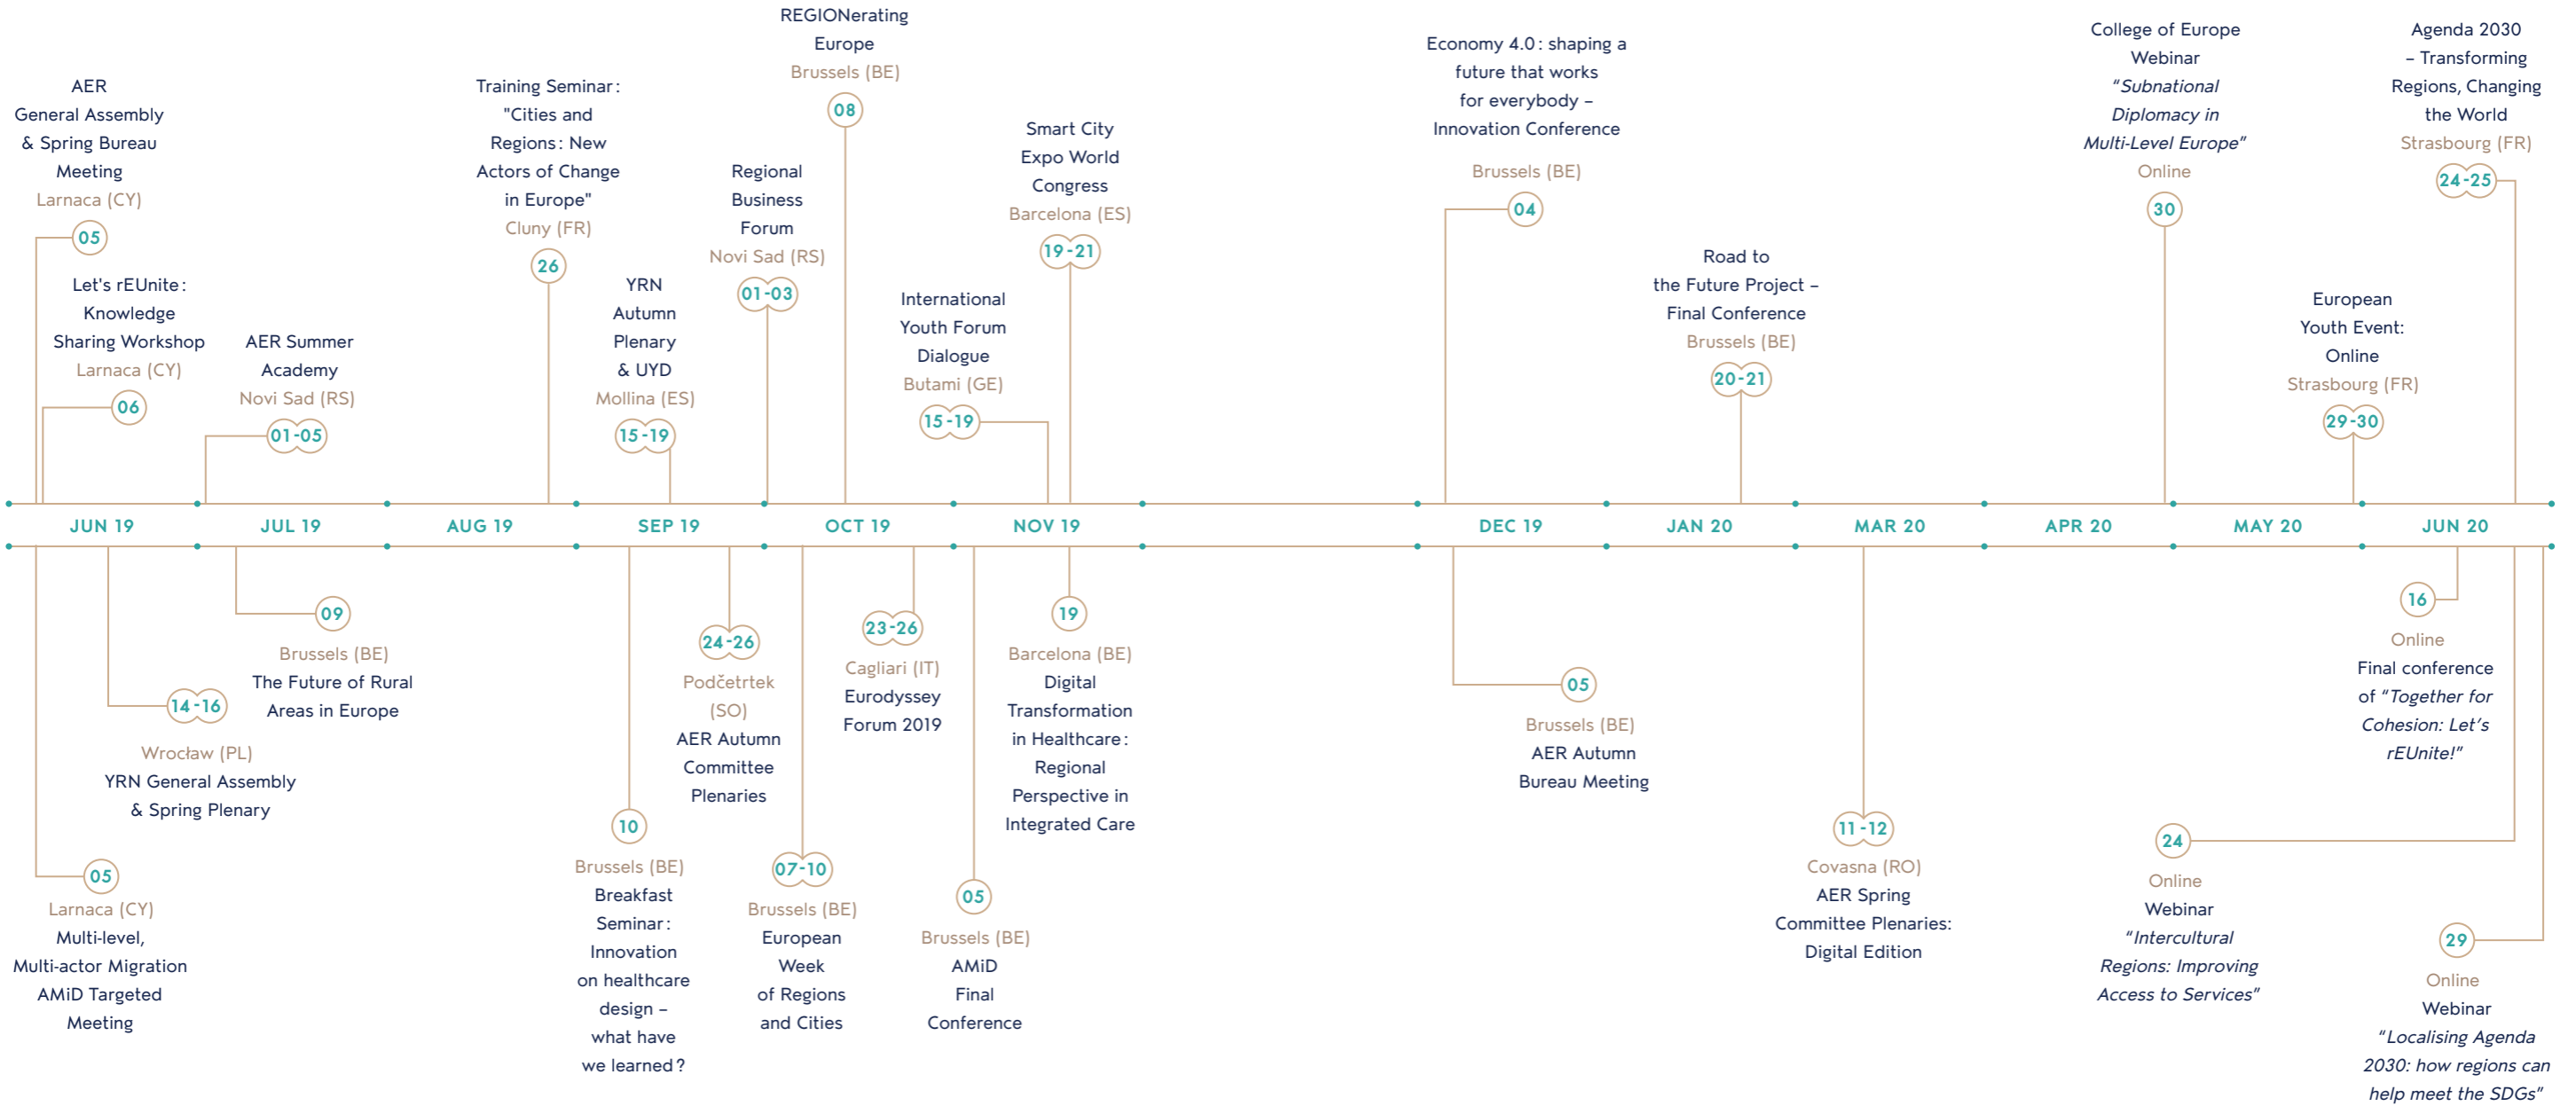 AER
General Assembly
& Spring Bureau
Meeting
Larnaca (CY)
05
Let's rEUnite:
Knowledge
Sharing Workshop
Larnaca (CY)
06
AER Summer
Academy
Novi Sad (RS)
01-05
Training Seminar:
"Cities and
Regions: New
Actors of Change
in Europe"
Cluny (FR)
26
YRN
Autumn
Plenary
& UYD
Mollina (ES)
15-19
Regional
Business
Forum
Novi Sad (RS)
01-03
REGIONerating
Europe
Brussels (BE)
08
International
Youth Forum
Dialogue
Butami (GE)
15-19
Smart City
Expo World
Congress
Barcelona (ES)
19-21
Economy 4.0: shaping a
future that works
for everybody –
Innovation Conference
Brussels (BE)
04
Road to
the Future Project –
Final Conference
Brussels (BE)
20-21
College of Europe
Webinar
“Subnational
Diplomacy in
Multi-Level Europe”
Online
30
European
Youth Event:
Online
Strasbourg (FR)
29-30
Agenda 2030
– Transforming
Regions, Changing
the World
Strasbourg (FR)
24-25
JUN 19
JUL 19
AUG 19
SEP 19
OCT 19
NOV 19
DEC 19
JAN 20
MAR 20
APR 20
MAY 20
JUN 20
05
Larnaca (CY)
Multi-level,
Multi-actor Migration
AMiD Targeted
Meeting
14-16
Wrocław (PL)
YRN General Assembly
& Spring Plenary
09
Brussels (BE)
The Future of Rural
Areas in Europe
10
Brussels (BE)
Breakfast
Seminar:
Innovation
on healthcare
design –
what have
we learned?
24-26
Podčetrtek
(SO)
AER Autumn
Committee
Plenaries
07-10
Brussels (BE)
European
Week
of Regions
and Cities
23-26
Cagliari (IT)
Eurodyssey
Forum 2019
05
Brussels (BE)
AMiD
Final
Conference
19
Barcelona (BE)
Digital
Transformation
in Healthcare:
Regional
Perspective in
Integrated Care
05
Brussels (BE)
AER Autumn
Bureau Meeting
11-12
Covasna (RO)
AER Spring
Committee Plenaries:
Digital Edition
16
Online
Final conference
of “Together for
Cohesion: Let’s
rEUnite!”
24
Online
Webinar
“Intercultural
Regions: Improving
Access to Services”
29
Online
Webinar
“Localising Agenda
2030: how regions can
help meet the SDGs”